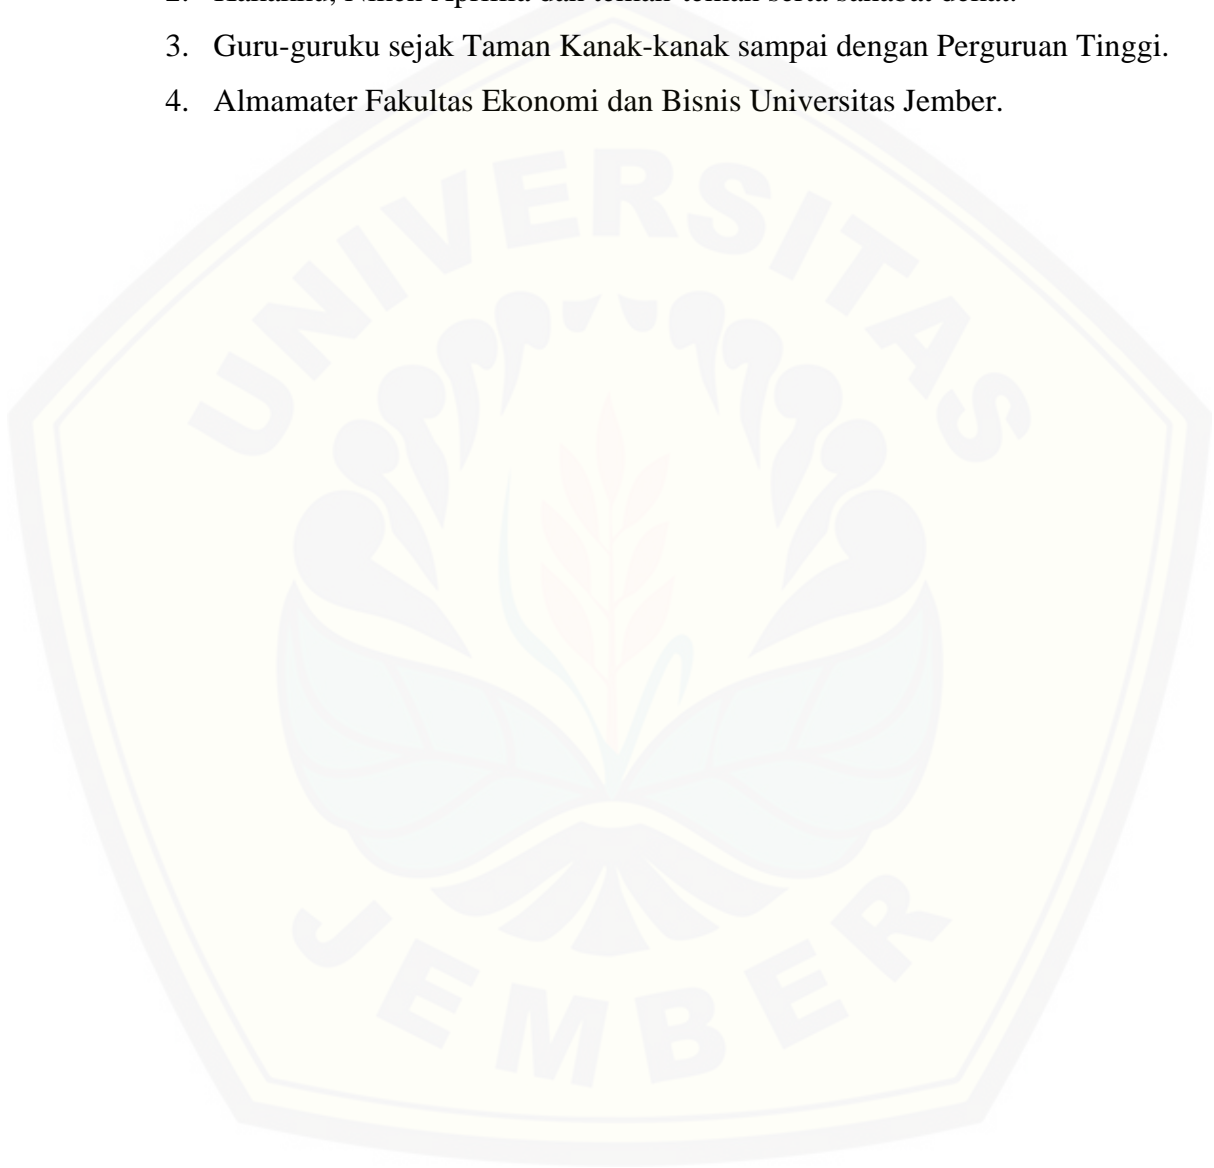 3. Guru-guruku sejak Taman Kanak-kanak sampai dengan Perguruan Tinggi.
4. Almamater Fakultas Ekonomi dan Bisnis Universitas Jember.
UNIVERSITAS
JEMBER